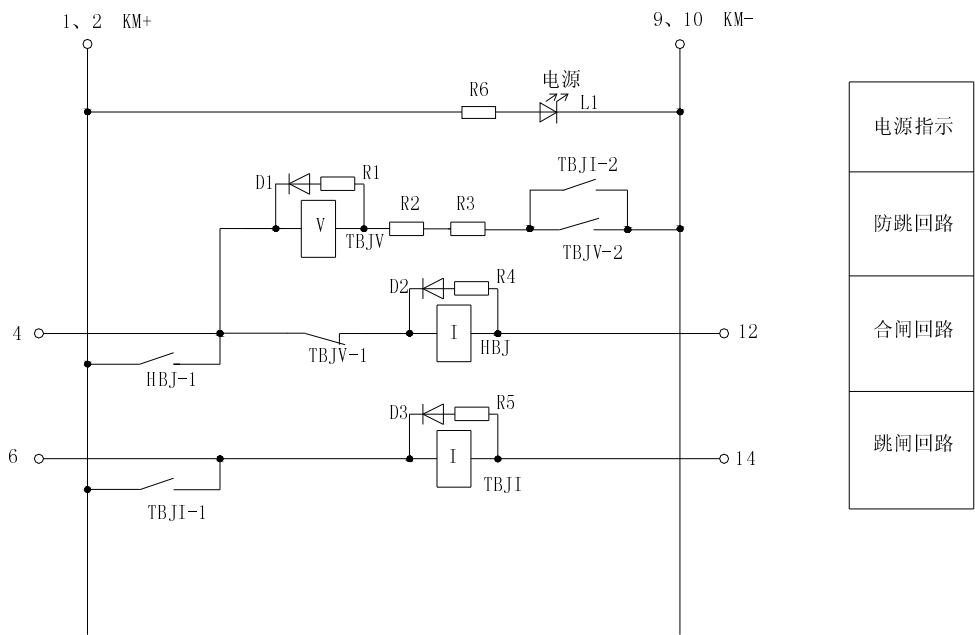 1、2 KM+
9、10 KM-
电源
R6
L1
电源指示
TBJI-2
D1
R1
R2
R3
V
TBJV
TBJV-2
防跳回路
D2
R4
4
I
HBJ
12
TBJV-1
HBJ-1
合闸回路
D3
R5
6
I
14
TBJI
TBJI-1
跳闸回路